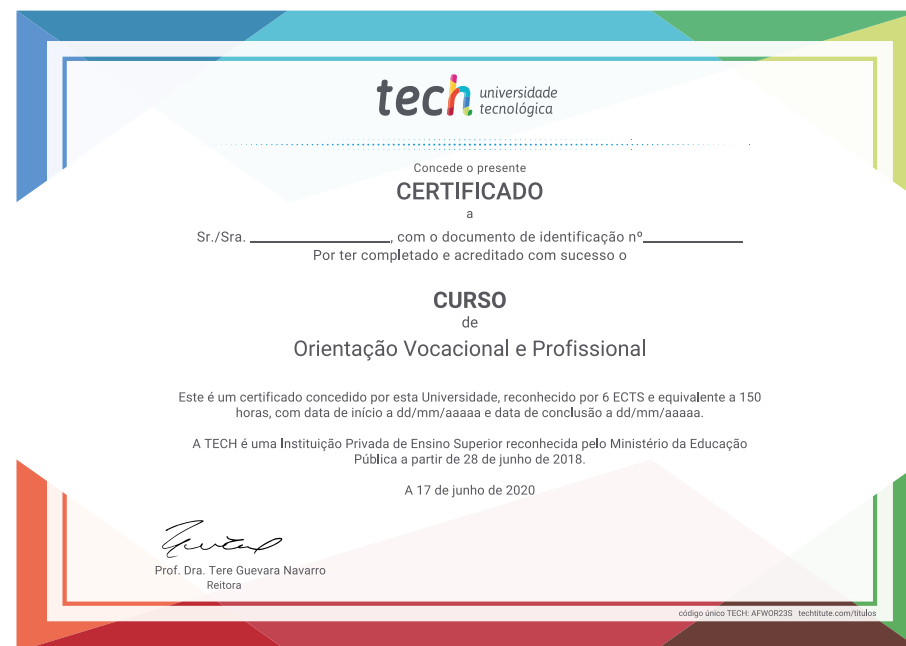 tech universidade
tecnológica
Concede o presente
CERTIFICADO
a
Sr./Sra. ____________________, com o documento de identificação nº______________
Por ter completado e acreditado com sucesso o
CURSO
de
Orientação Vocacional e Profissional
Este é um certificado concedido por esta Universidade, reconhecido por 6 ECTS e equivalente a 150
horas, com data de início a dd/mm/aaaaa e data de conclusão a dd/mm/aaaaa.
A TECH é uma Instituição Privada de Ensino Superior reconhecida pelo Ministério da Educação
Pública a partir de 28 de junho de 2018.
A 17 de junho de 2020
Prof. Dra. Tere Guevara Navarro
Reitora
código único TECH: AFWOR23S techtitute.com/titulos